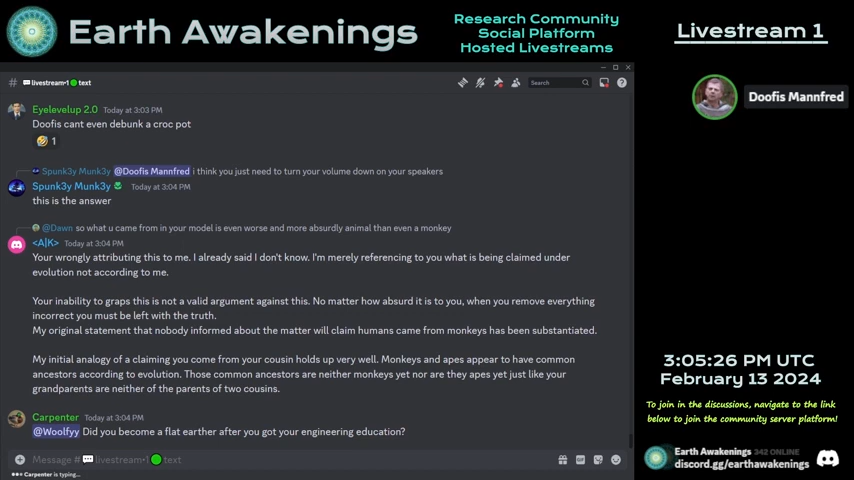 Earth Awakenings
Research Community
Social Platform
Hosted Livestreams
Livestream 1
# livestream-1 text
Search
Doofis Mannfred
Eyelevelup 2.0 Today at 3:03 PM
Doofis cant even debunk a croc pot
1
Spunk3y Munk3y @Doofis Mannfred i think you just need to turn your volume down on your speakers
Spunk3y Munk3y Today at 3:04 PM
this is the answer
@Dawn so what u came from in your model is even worse and more absurdly animal than even a monkey
<A|K> Today at 3:04 PM
Your wrongly attributing this to me. I already said I don't know. I'm merely referencing to you what is being claimed under
evolution not according to me.
Your inability to graps this is not a valid argument against this. No matter how absurd it is to you, when you remove everything
incorrect you must be left with the truth.
My original statement that nobody informed about the matter will claim humans came from monkeys has been substantiated.
My initial analogy of a claiming you come from your cousin holds up very well. Monkeys and apes appear to have common
ancestors according to evolution. Those common ancestors are neither monkeys yet nor are they apes yet just like your
grandparents are neither of the parents of two cousins.
Carpenter Today at 3:04 PM
@Woolfyy Did you become a flat earther after you got your engineering education?
Message # livestream-1 text
Carpenter is typing...
3:05:26 PM UTC
February 13 2024
To join in the discussions, navigate to the link
below to join the community server platform!
Earth Awakenings 342 ONLINE
discord.gg/earthawakenings